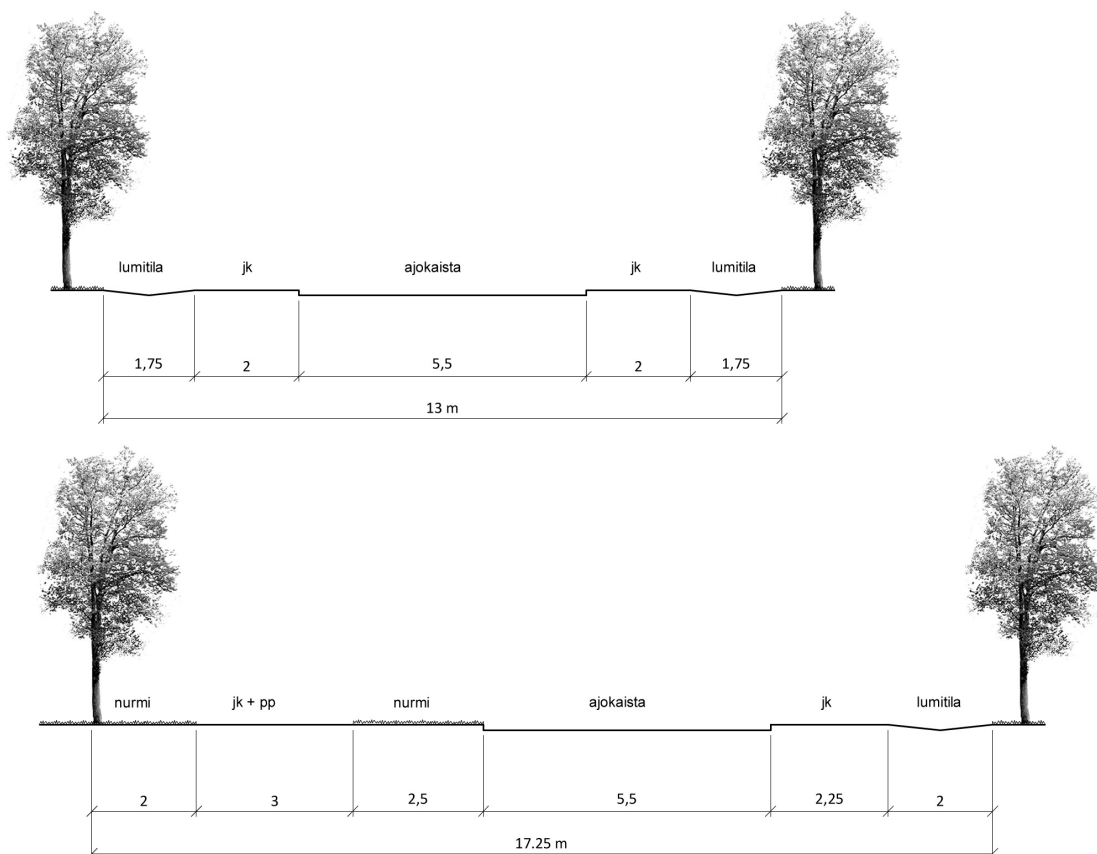 lumitila jk ajokaista jk lumitila
1,75 2 5,5 2 1,75
13 m
nurmi jk + pp nurmi ajokaista jk lumitila
2 3 2,5 5,5 2,25 2
17.25 m